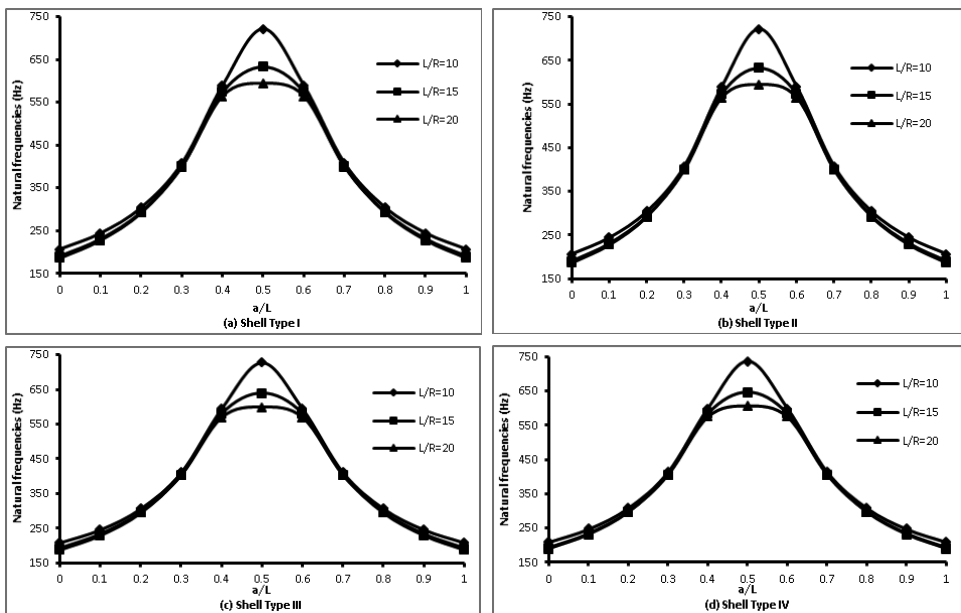 Natural frequencies (Hz)
750
650
550
450
350
250
150
0 0.1 0.2 0.3 0.4 0.5 0.6 0.7 0.8 0.9 1
a/L
(a) Shell Type I
L/R=10
L/R=15
L/R=20
Natural frequencies (Hz)
750
650
550
450
350
250
150
0 0.1 0.2 0.3 0.4 0.5 0.6 0.7 0.8 0.9 1
a/L
(b) Shell Type II
L/R=10
L/R=15
L/R=20
Natural frequencies (Hz)
750
650
550
450
350
250
150
0 0.1 0.2 0.3 0.4 0.5 0.6 0.7 0.8 0.9 1
a/L
(c) Shell Type III
L/R=10
L/R=15
L/R=20
Natural frequencies (Hz)
750
650
550
450
350
250
150
0 0.1 0.2 0.3 0.4 0.5 0.6 0.7 0.8 0.9 1
a/L
(d) Shell Type IV
L/R=10
L/R=15
L/R=20